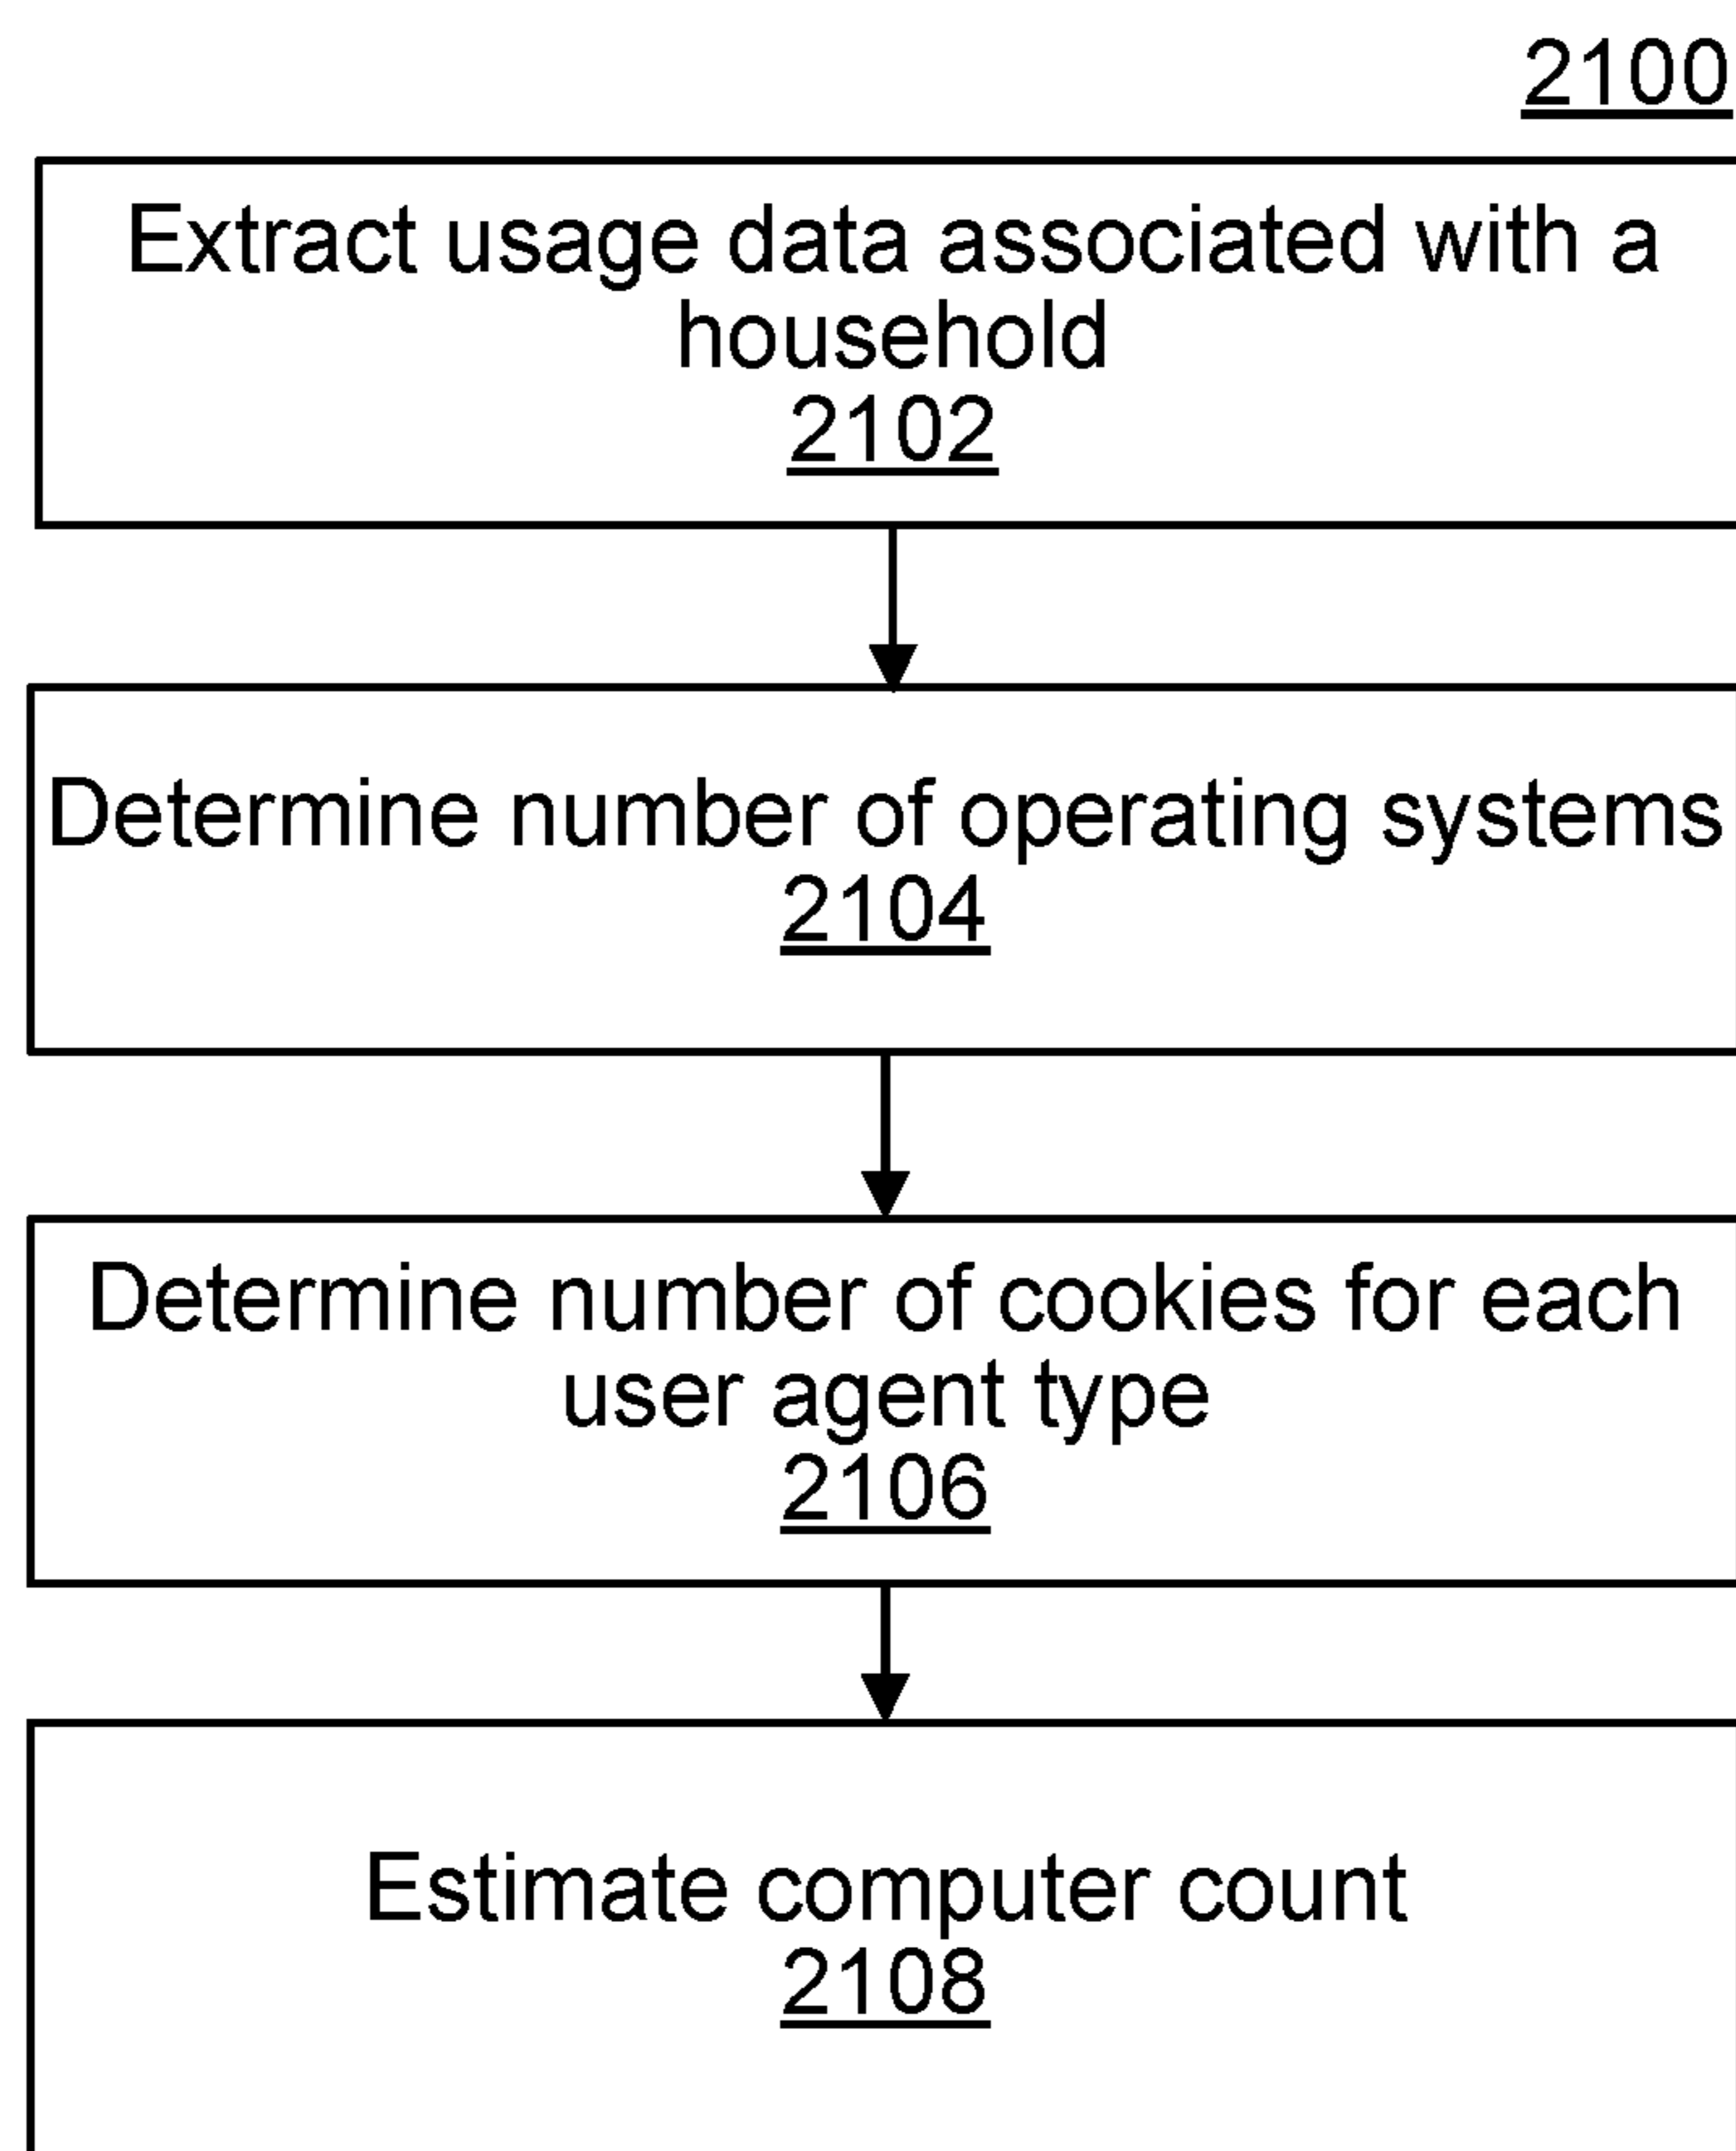 2100
Extract usage data associated with a
household
2102
Determine number of operating systems
2104
Determine number of cookies for each
user agent type
2106
Estimate computer count
2108